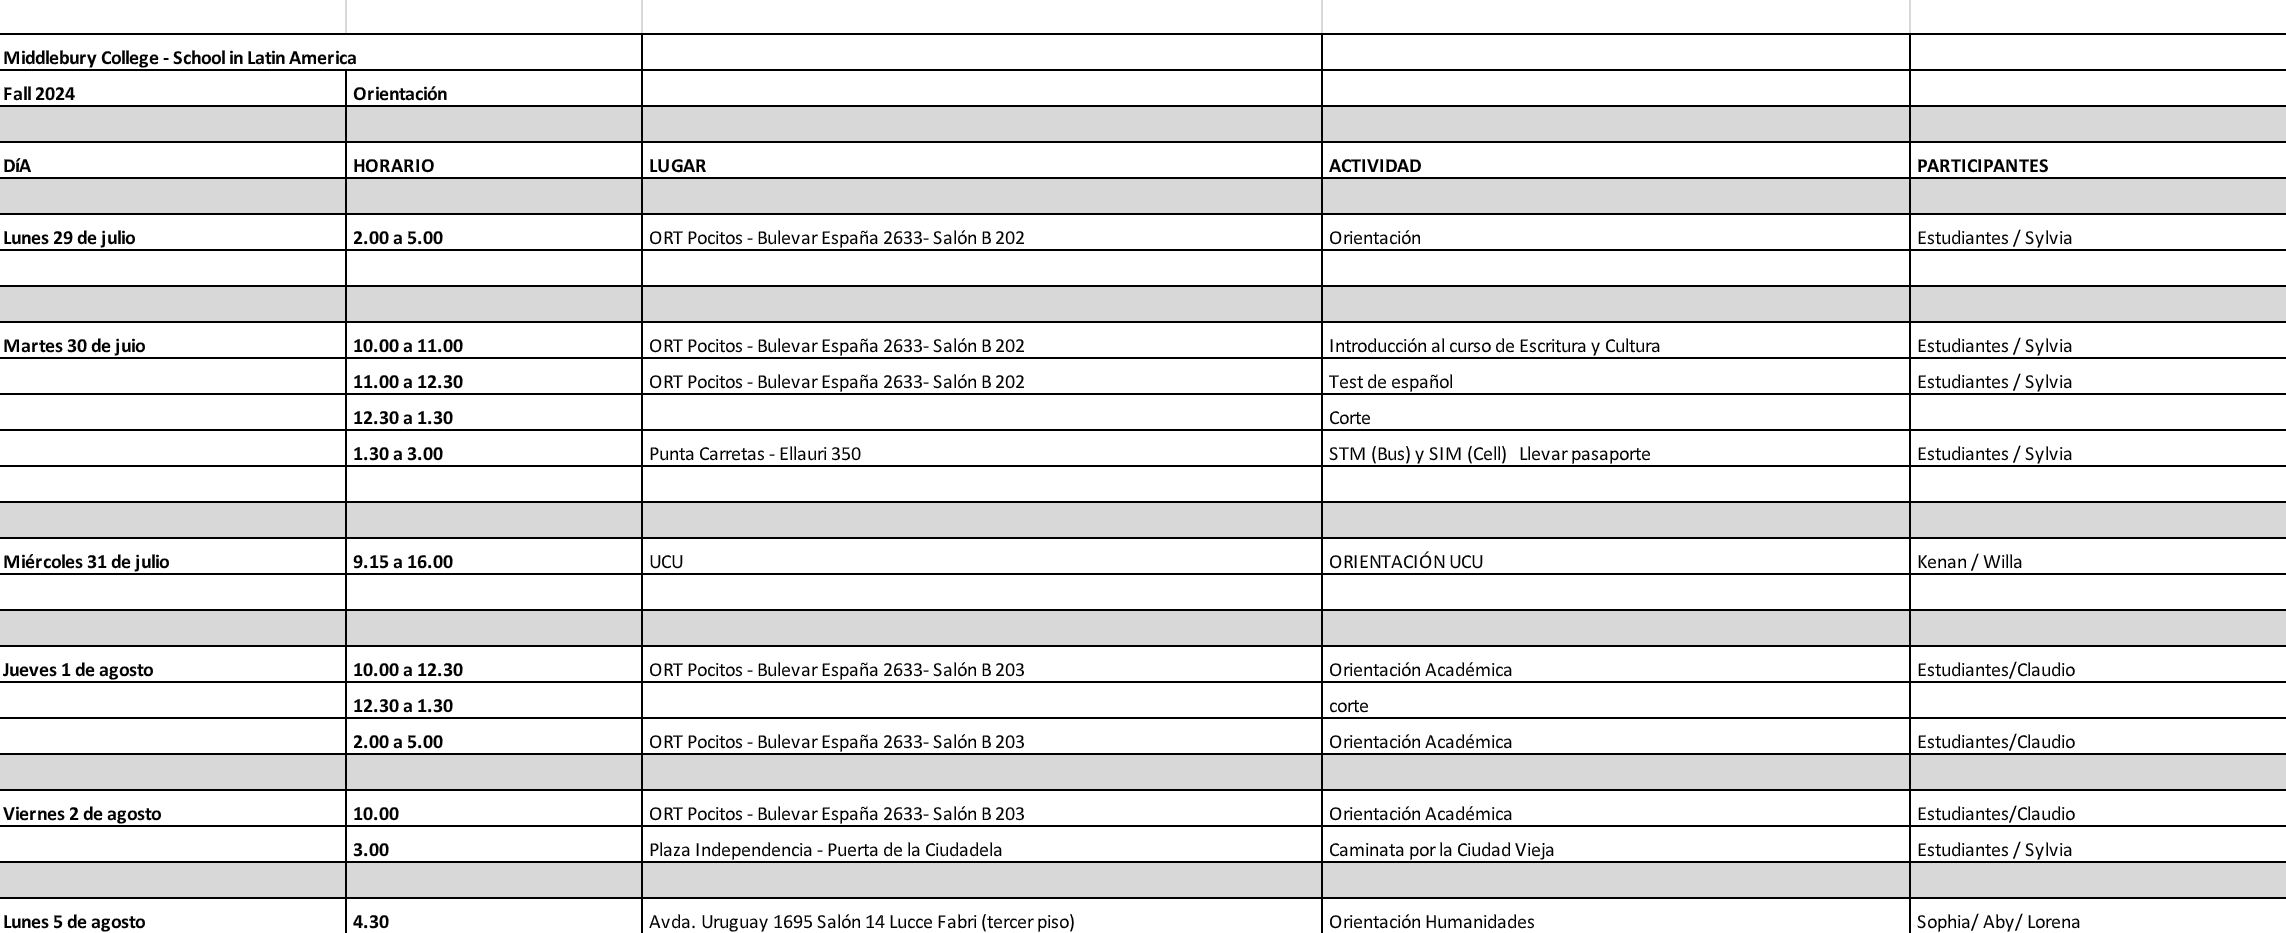 Middlebury College - School in Latin America
Fall 2024 Orientación
DíA HORARIO LUGAR ACTIVIDAD PARTICIPANTES
Lunes 29 de julio 2.00 a 5.00 ORT Pocitos - Bulevar España 2633- Salón B 202 Orientación Estudiantes / Sylvia
Martes 30 de juio 10.00 a 11.00 ORT Pocitos - Bulevar España 2633- Salón B 202 Introducción al curso de Escritura y Cultura Estudiantes / Sylvia
11.00 a 12.30 ORT Pocitos - Bulevar España 2633- Salón B 202 Test de español Estudiantes / Sylvia
12.30 a 1.30 Corte
1.30 a 3.00 Punta Carretas - Ellauri 350 STM (Bus) y SIM (Cell) Llevar pasaporte Estudiantes / Sylvia
Miércoles 31 de julio 9.15 a 16.00 UCU ORIENTACIÓN UCU Kenan / Willa
Jueves 1 de agosto 10.00 a 12.30 ORT Pocitos - Bulevar España 2633- Salón B 203 Orientación Académica Estudiantes/Claudio
12.30 a 1.30 corte
2.00 a 5.00 ORT Pocitos - Bulevar España 2633- Salón B 203 Orientación Académica Estudiantes/Claudio
Viernes 2 de agosto 10.00 ORT Pocitos - Bulevar España 2633- Salón B 203 Orientación Académica Estudiantes/Claudio
3.00 Plaza Independencia - Puerta de la Ciudadela Caminata por la Ciudad Vieja Estudiantes / Sylvia
Lunes 5 de agosto 4.30 Avda. Uruguay 1695 Salón 14 Lucce Fabri (tercer piso) Orientación Humanidades Sophia/ Aby/ Lorena